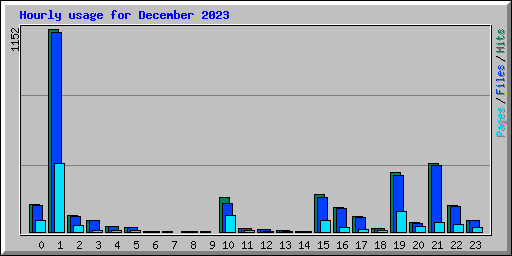 Hourly usage for December 2023
1152
Pages/Files/Hits
0 1 2 3 4 5 6 7 8 9 10 11 12 13 14 15 16 17 18 19 20 21 22 23